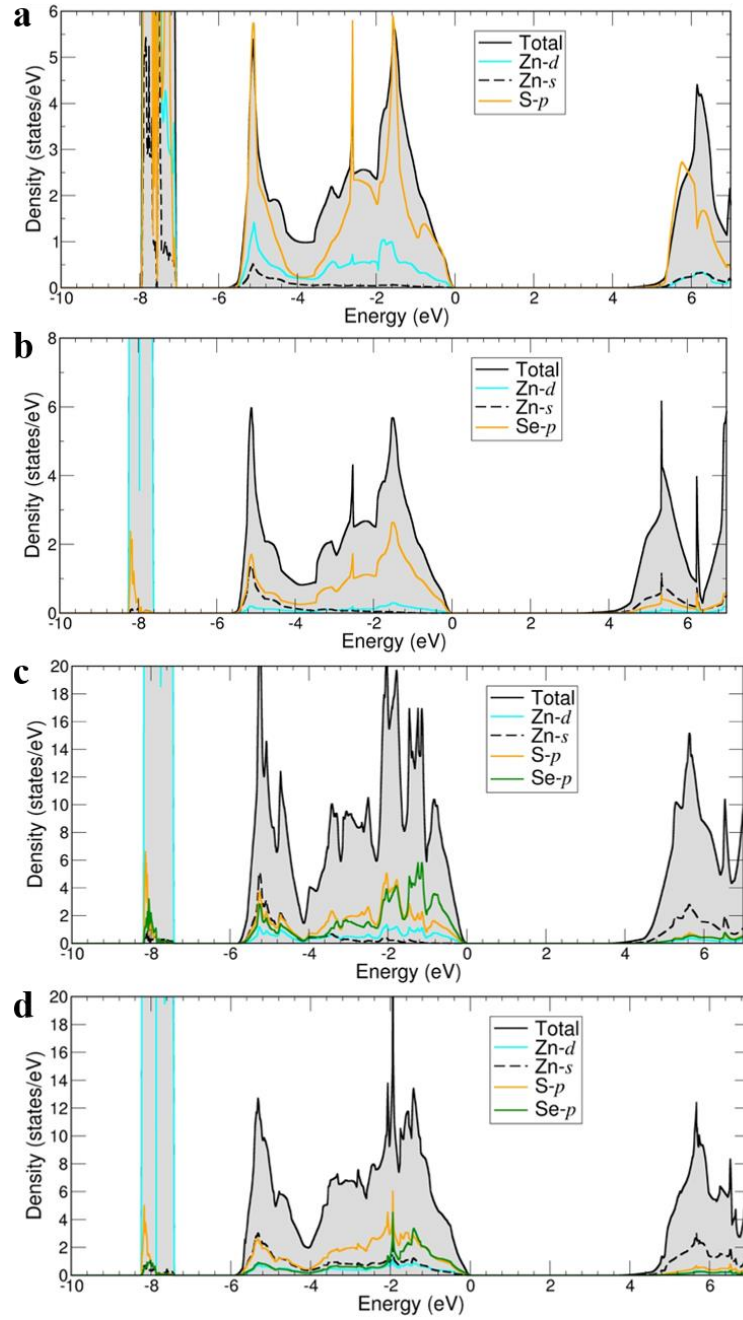 a
6
5
4
3
2
1
0
Density (states/eV)
Total
Zn-d
Zn-s
S-p
-10 -8 -6 -4 -2 0 2 4 6
Energy (eV)
b
8
6
4
2
0
Density (states/eV)
Total
Zn-d
Zn-s
Se-p
-10 -8 -6 -4 -2 0 2 4 6
Energy (eV)
c
20
18
16
14
12
10
8
6
4
2
0
Density (states/eV)
Total
Zn-d
Zn-s
S-p
Se-p
-10 -8 -6 -4 -2 0 2 4 6
Energy (eV)
d
20
18
16
14
12
10
8
6
4
2
0
Density (states/eV)
Total
Zn-d
Zn-s
S-p
Se-p
-10 -8 -6 -4 -2 0 2 4 6
Energy (eV)